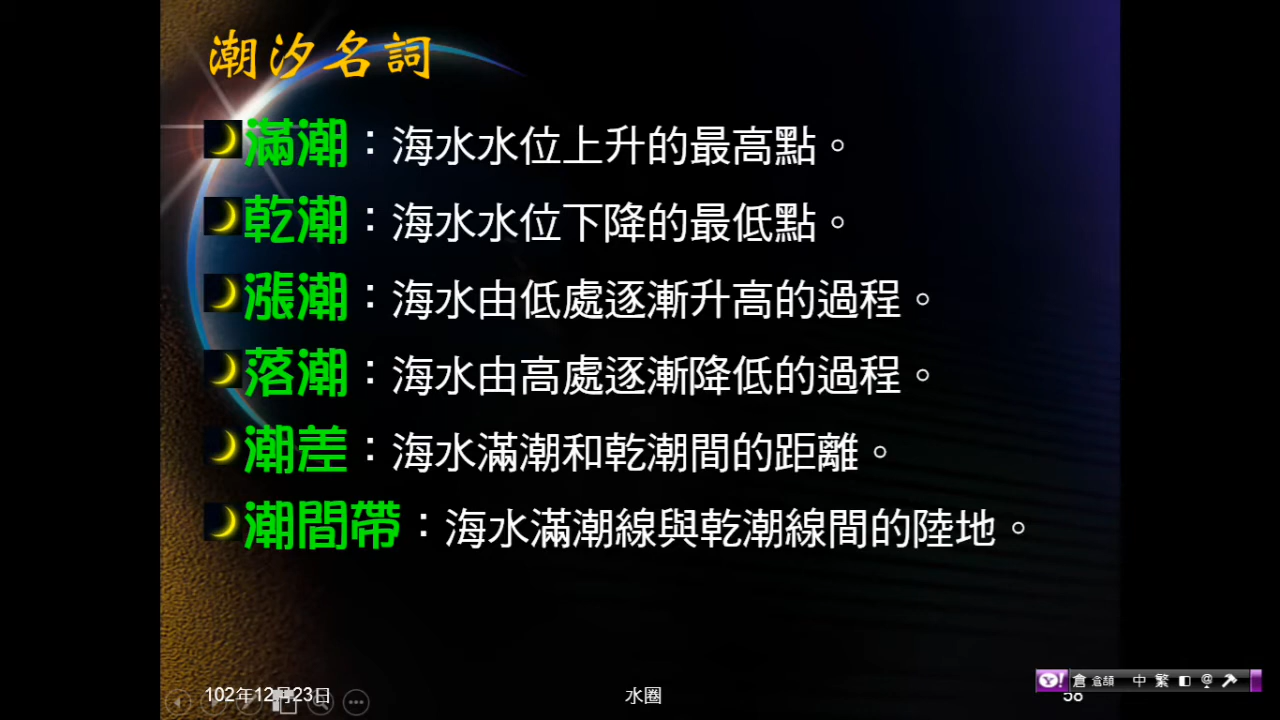 潮汐名詞
滿潮：海水水位上升的最高點。
乾潮：海水水位下降的最低點。
漲潮：海水由低處逐漸升高的過程。
落潮：海水由高處逐漸降低的過程。
潮差：海水滿潮和乾潮間的距離。
潮間帶：海水滿潮線與乾潮線間的陸地。
Y! 倉 倉頡 中 繁
102年12月23日 水圈 58